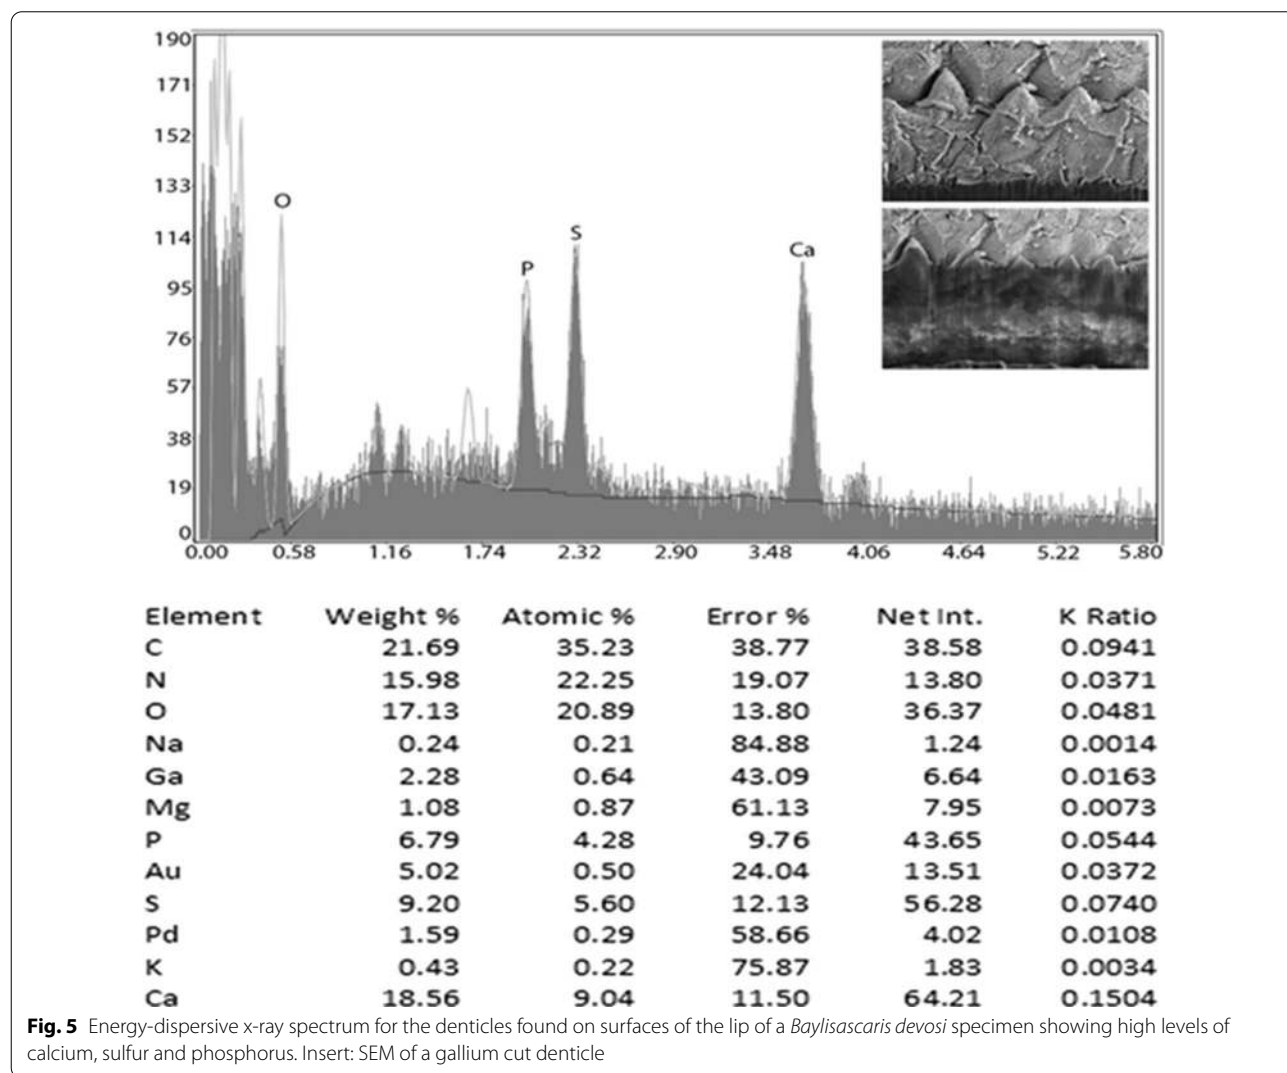 190
171
152
133
114
95
76
57
38
19
0
O
P
S
Ca
0.00 0.58 1.16 1.74 2.32 2.90 3.48 4.06 4.64 5.22 5.80
Element Weight % Atomic % Error % Net Int. K Ratio
C 21.69 35.23 38.77 38.58 0.0941
N 15.98 22.25 19.07 13.80 0.0371
O 17.13 20.89 13.80 36.37 0.0481
Na 0.24 0.21 84.88 1.24 0.0014
Ga 2.28 0.64 43.09 6.64 0.0163
Mg 1.08 0.87 61.13 7.95 0.0073
P 6.79 4.28 9.76 43.65 0.0544
Au 5.02 0.50 24.04 13.51 0.0372
S 9.20 5.60 12.13 56.28 0.0740
Pd 1.59 0.29 58.66 4.02 0.0108
K 0.43 0.22 75.87 1.83 0.0034
Ca 18.56 9.04 11.50 64.21 0.1504
Fig. 5 Energy-dispersive x-ray spectrum for the denticles found on surfaces of the lip of a Baylisascaris devosi specimen showing high levels of
calcium, sulfur and phosphorus. Insert: SEM of a gallium cut denticle